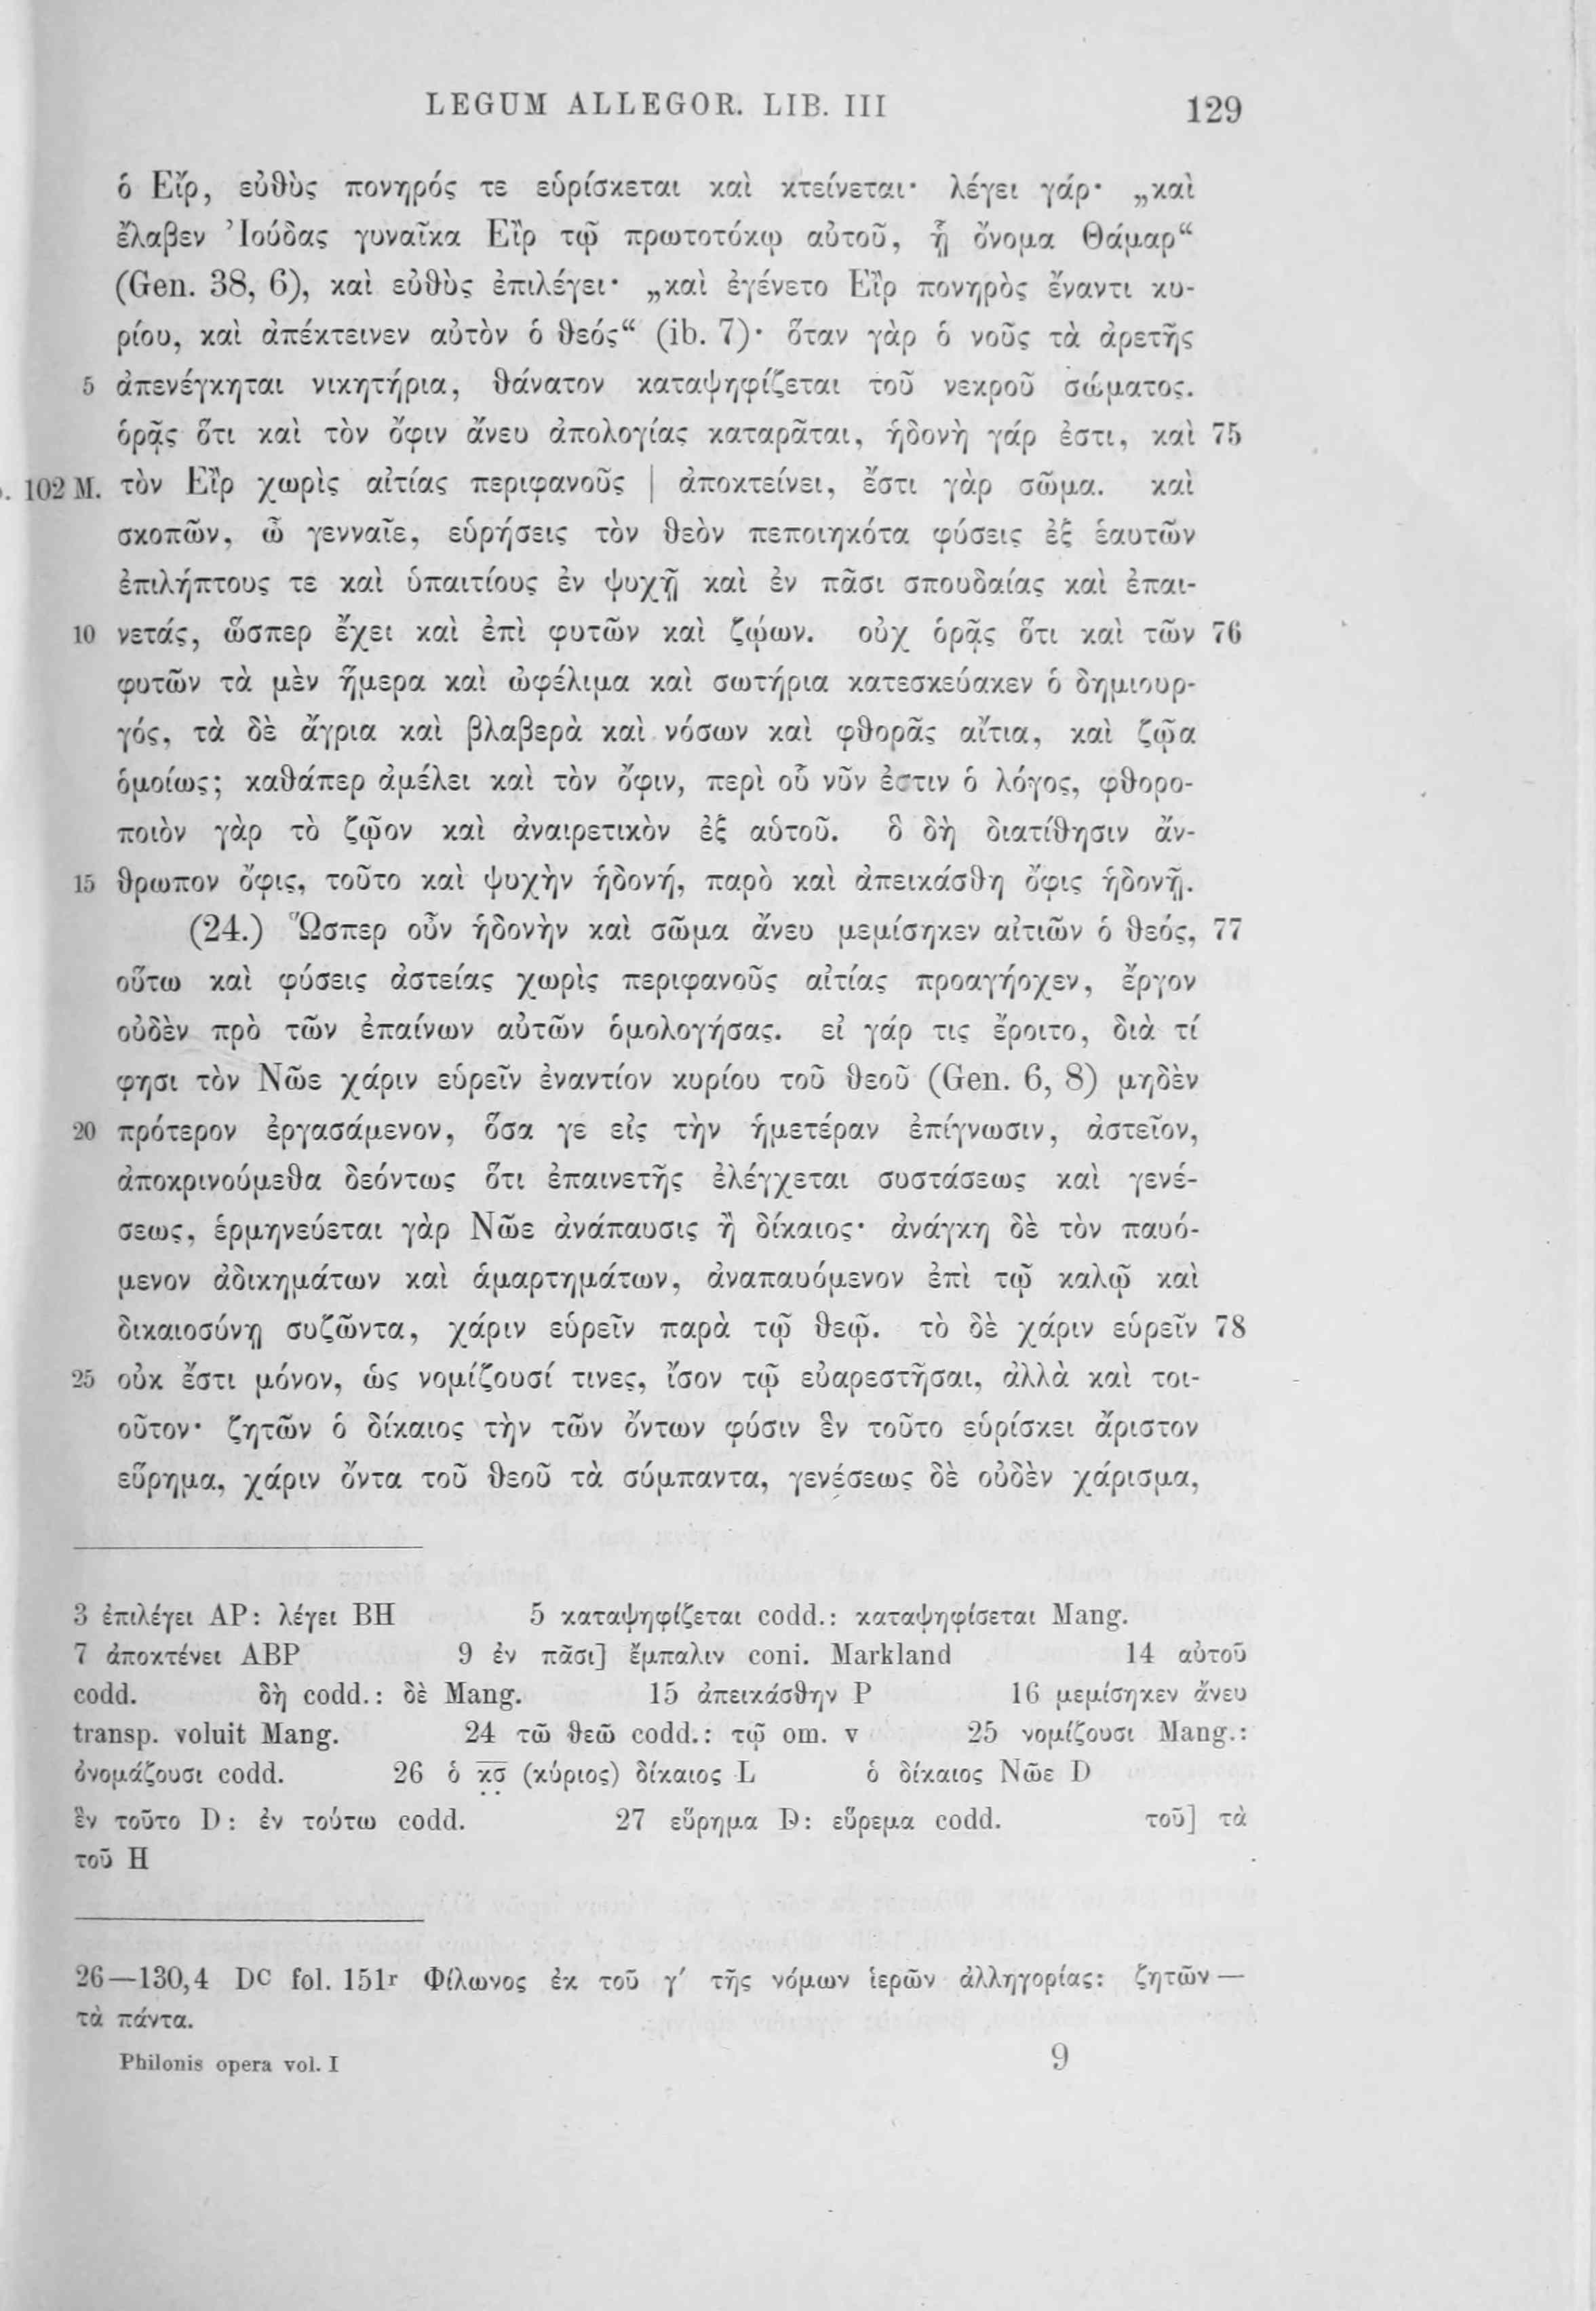 LEGUM ALLEGOR. LIB. III 129
ὁ Εἴρ, εὐθὺς πονηρός τε εὑρίσκεται καὶ κτείνεται· λέγει γάρ· „καὶ
ἔλαβεν Ἰούδας γυναῖκα Εἲρ τῷ πρωτοτόκῳ αὐτοῦ, ᾗ ὄνομα Θάμαρ“
(Gen. 38, 6), καὶ εὐθὺς ἐπιλέγει· „καὶ ἐγένετο Εἲρ πονηρὸς ἔναντι κυ-
ρίου, καὶ ἀπέκτεινεν αὐτὸν ὁ θεός“ (ib. 7)· ὅταν γὰρ ὁ νοῦς τὰ ἀρετῆς
5 ἀπενέγκηται νικητήρια, θάνατον καταψηφίζεται τοῦ νεκροῦ σώματος.
ὁρᾷς ὅτι καὶ τὸν ὄφιν ἄνευ ἀπολογίας καταρᾶται, ἡδονὴ γάρ ἐστι, καὶ 75
. 102 M. τὸν Εἲρ χωρὶς αἰτίας περιφανοῦς | ἀποκτείνει, ἔστι γὰρ σῶμα. καὶ
σκοπῶν, ὦ γενναῖε, εὑρήσεις τὸν θεὸν πεποιηκότα φύσεις ἐξ ἑαυτῶν
ἐπιλήπτους τε καὶ ὑπαιτίους ἐν ψυχῇ καὶ ἐν πᾶσι σπουδαίας καὶ ἐπαι-
10 νετάς, ὥσπερ ἔχει καὶ ἐπὶ φυτῶν καὶ ζῴων. οὐχ ὁρᾷς ὅτι καὶ τῶν 76
φυτῶν τὰ μὲν ἥμερα καὶ ὠφέλιμα καὶ σωτήρια κατεσκεύακεν ὁ δημιουρ-
γός, τὰ δὲ ἄγρια καὶ βλαβερὰ καὶ νόσων καὶ φθορᾶς αἴτια, καὶ ζῷα
ὁμοίως; καθάπερ ἀμέλει καὶ τὸν ὄφιν, περὶ οὗ νῦν ἐστιν ὁ λόγος, φθορο-
ποιὸν γὰρ τὸ ζῷον καὶ ἀναιρετικὸν ἐξ αὑτοῦ. ὃ δὴ διατίθησιν ἄν-
15 θρωπον ὄφις, τοῦτο καὶ ψυχὴν ἡδονή, παρὸ καὶ ἀπεικάσθη ὄφις ἡδονῇ.
(24.) Ὥσπερ οὖν ἡδονὴν καὶ σῶμα ἄνευ μεμίσηκεν αἰτιῶν ὁ θεός, 77
οὕτω καὶ φύσεις ἀστείας χωρὶς περιφανοῦς αἰτίας προαγήοχεν, ἔργον
οὐδὲν πρὸ τῶν ἐπαίνων αὐτῶν ὁμολογήσας. εἰ γάρ τις ἔροιτο, διὰ τί
φησι τὸν Νῶε χάριν εὑρεῖν ἐναντίον κυρίου τοῦ θεοῦ (Gen. 6, 8) μηδὲν
20 πρότερον ἐργασάμενον, ὅσα γε εἰς τὴν ἡμετέραν ἐπίγνωσιν, ἀστεῖον,
ἀποκρινούμεθα δεόντως ὅτι ἐπαινετῆς ἐλέγχεται συστάσεως καὶ γενέ-
σεως, ἑρμηνεύεται γὰρ Νῶε ἀνάπαυσις ἢ δίκαιος· ἀνάγκη δὲ τὸν παυό-
μενον ἀδικημάτων καὶ ἁμαρτημάτων, ἀναπαυόμενον ἐπὶ τῷ καλῷ καὶ
δικαιοσύνῃ συζῶντα, χάριν εὑρεῖν παρὰ τῷ θεῷ. τὸ δὲ χάριν εὑρεῖν 78
25 οὐκ ἔστι μόνον, ὡς νομίζουσί τινες, ἴσον τῷ εὐαρεστῆσαι, ἀλλὰ καὶ τοι-
οῦτον· ζητῶν ὁ δίκαιος τὴν τῶν ὄντων φύσιν ἓν τοῦτο εὑρίσκει ἄριστον
εὕρημα, χάριν ὄντα τοῦ θεοῦ τὰ σύμπαντα, γενέσεως δὲ οὐδὲν χάρισμα,
3 ἐπιλέγει AP: λέγει BH 5 καταψηφίζεται codd.: καταψηφίσεται Mang.
7 ἀποκτένει ABP 9 ἐν πᾶσι] ἔμπαλιν coni. Markland 14 αὐτοῦ
codd. δὴ codd.: δὲ Mang. 15 ἀπεικάσθην P 16 μεμίσηκεν ἄνευ
transp. voluit Mang. 24 τῶ θεῶ codd.: τῷ om. v 25 νομίζουσι Mang.:
ὀνομάζουσι codd. 26 ὁ κσ (κύριος) δίκαιος L ὁ δίκαιος Νῶε D
ἓν τοῦτο D: ἐν τούτω codd. 27 εὕρημα D: εὕρεμα codd. τοῦ] τὰ
τοῦ H
26—130,4 Dc fol. 151r Φίλωνος ἐκ τοῦ γ′ τῆς νόμων ἱερῶν ἀλληγορίας: ζητῶν —
τὰ πάντα.
Philonis opera vol. I 9